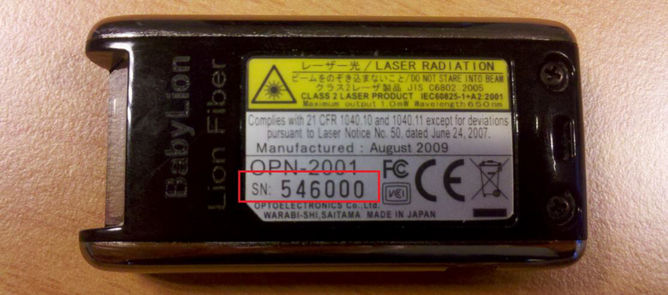 BabyLion
Lion Fiber
レーザー光 / LASER RADIATION
ビームをのぞき込まないこと / DO NOT STARE INTO BEAM
クラス2レーザ製品 JIS C6802 2005
CLASS 2 LASER PRODUCT IEC60825-1+A2:2001
Maximum output 1.0mW Wavelength 650nm
Complies with 21 CFR 1040.10 and 1040.11 except for deviations
pursuant to Laser Notice No. 50, dated June 24, 2007.
Manufactured : August 2009
OPN-2001 FC CE
SN: 546000
VCCI
OPTOELECTRONICS Co.,Ltd.
WARABI-SHI,SAITAMA MADE IN JAPAN